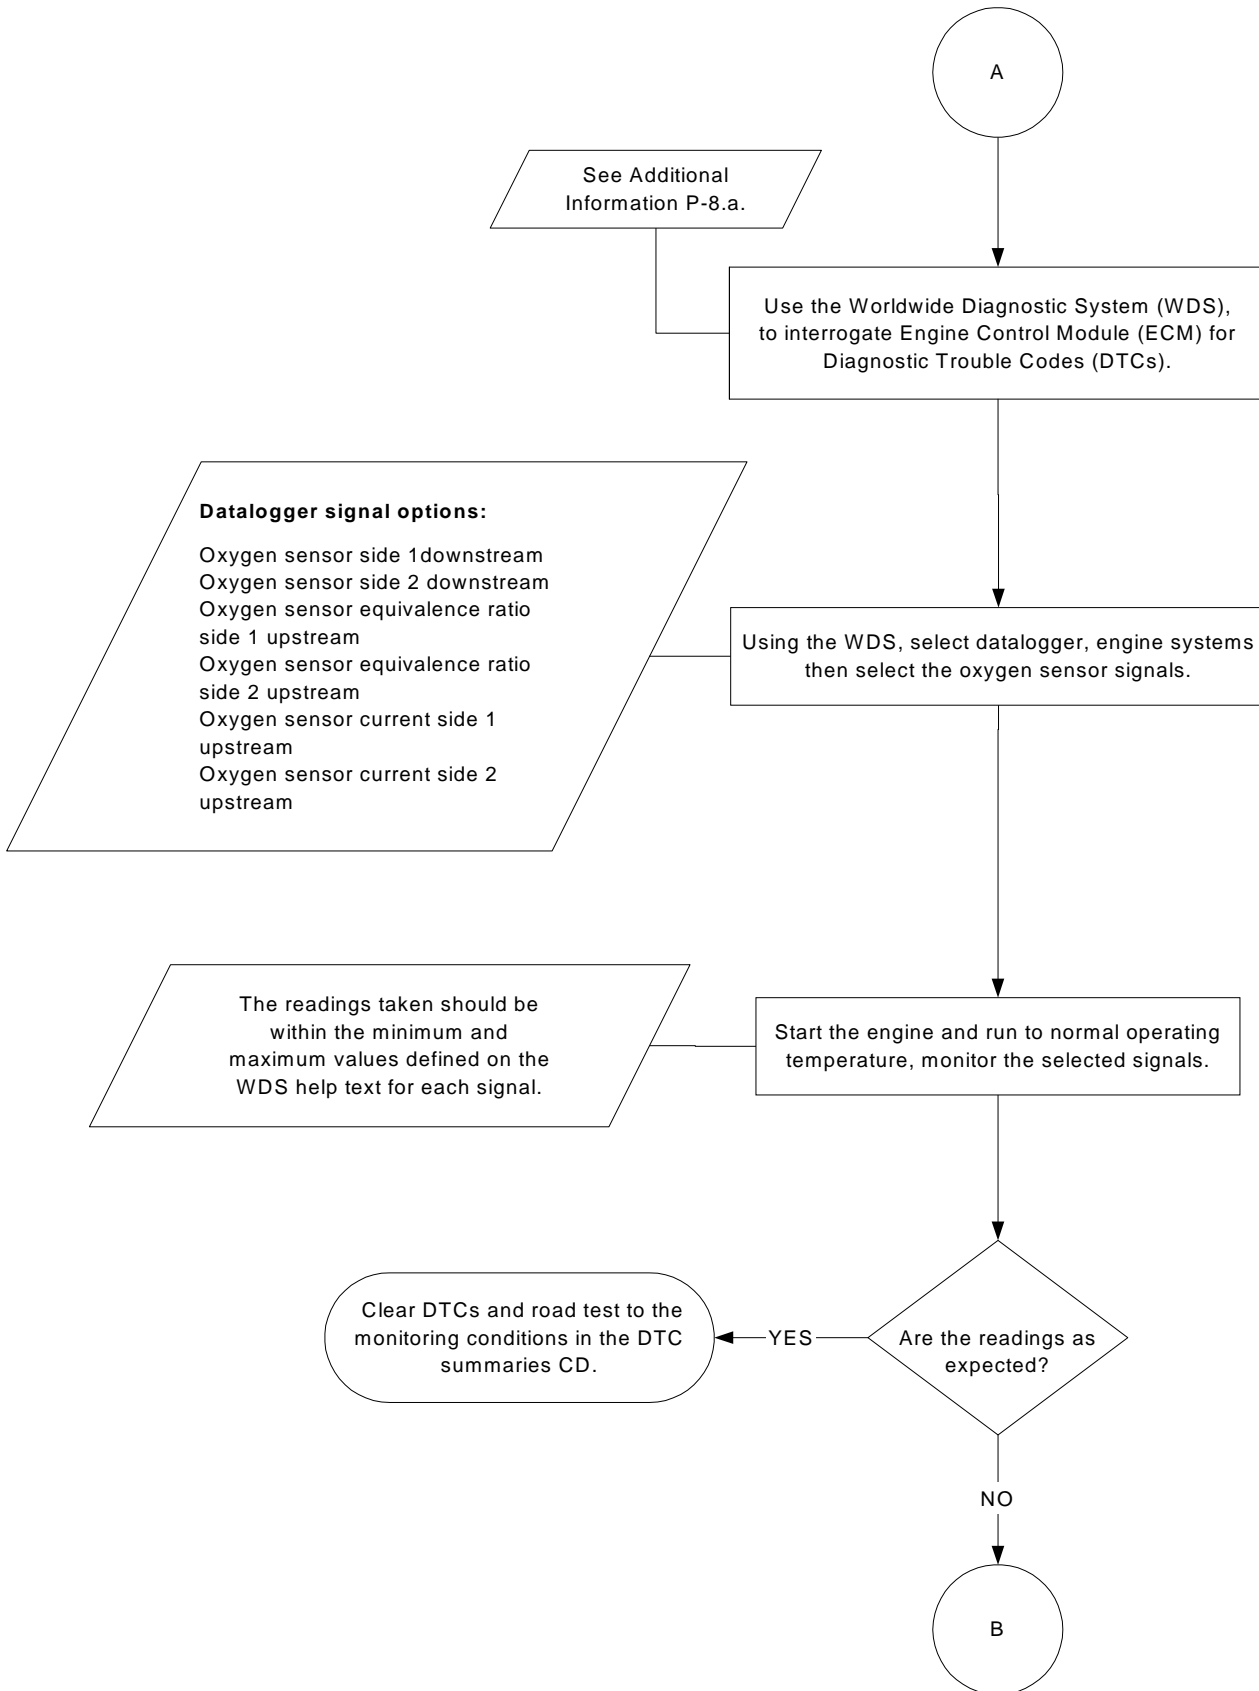 A
See Additional
Information P-8.a.
Use the Worldwide Diagnostic System (WDS),
to interrogate Engine Control Module (ECM) for
Diagnostic Trouble Codes (DTCs).
Datalogger signal options:
Oxygen sensor side 1downstream
Oxygen sensor side 2 downstream
Oxygen sensor equivalence ratio
side 1 upstream
Oxygen sensor equivalence ratio
side 2 upstream
Oxygen sensor current side 1
upstream
Oxygen sensor current side 2
upstream
Using the WDS, select datalogger, engine systems
then select the oxygen sensor signals.
The readings taken should be
within the minimum and
maximum values defined on the
WDS help text for each signal.
Start the engine and run to normal operating
temperature, monitor the selected signals.
Clear DTCs and road test to the
monitoring conditions in the DTC
summaries CD.
YES
Are the readings as
expected?
NO
B